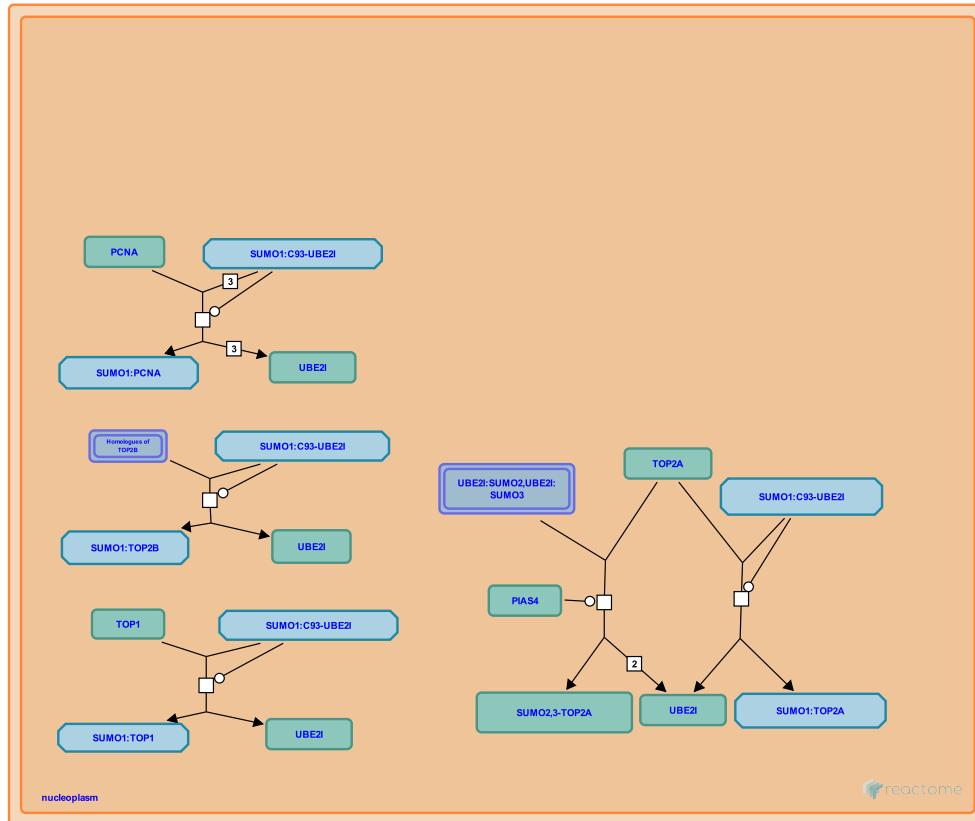 PCNA
SUMO1:C93-UBE2I
3
3
SUMO1:PCNA
UBE2I
Homologues of
TOP2B
SUMO1:C93-UBE2I
SUMO1:TOP2B
UBE2I
TOP1
SUMO1:C93-UBE2I
SUMO1:TOP1
UBE2I
UBE2I:SUMO2,UBE2I:
SUMO3
TOP2A
SUMO1:C93-UBE2I
PIAS4
2
SUMO2,3-TOP2A
UBE2I
SUMO1:TOP2A
nucleoplasm
reactome